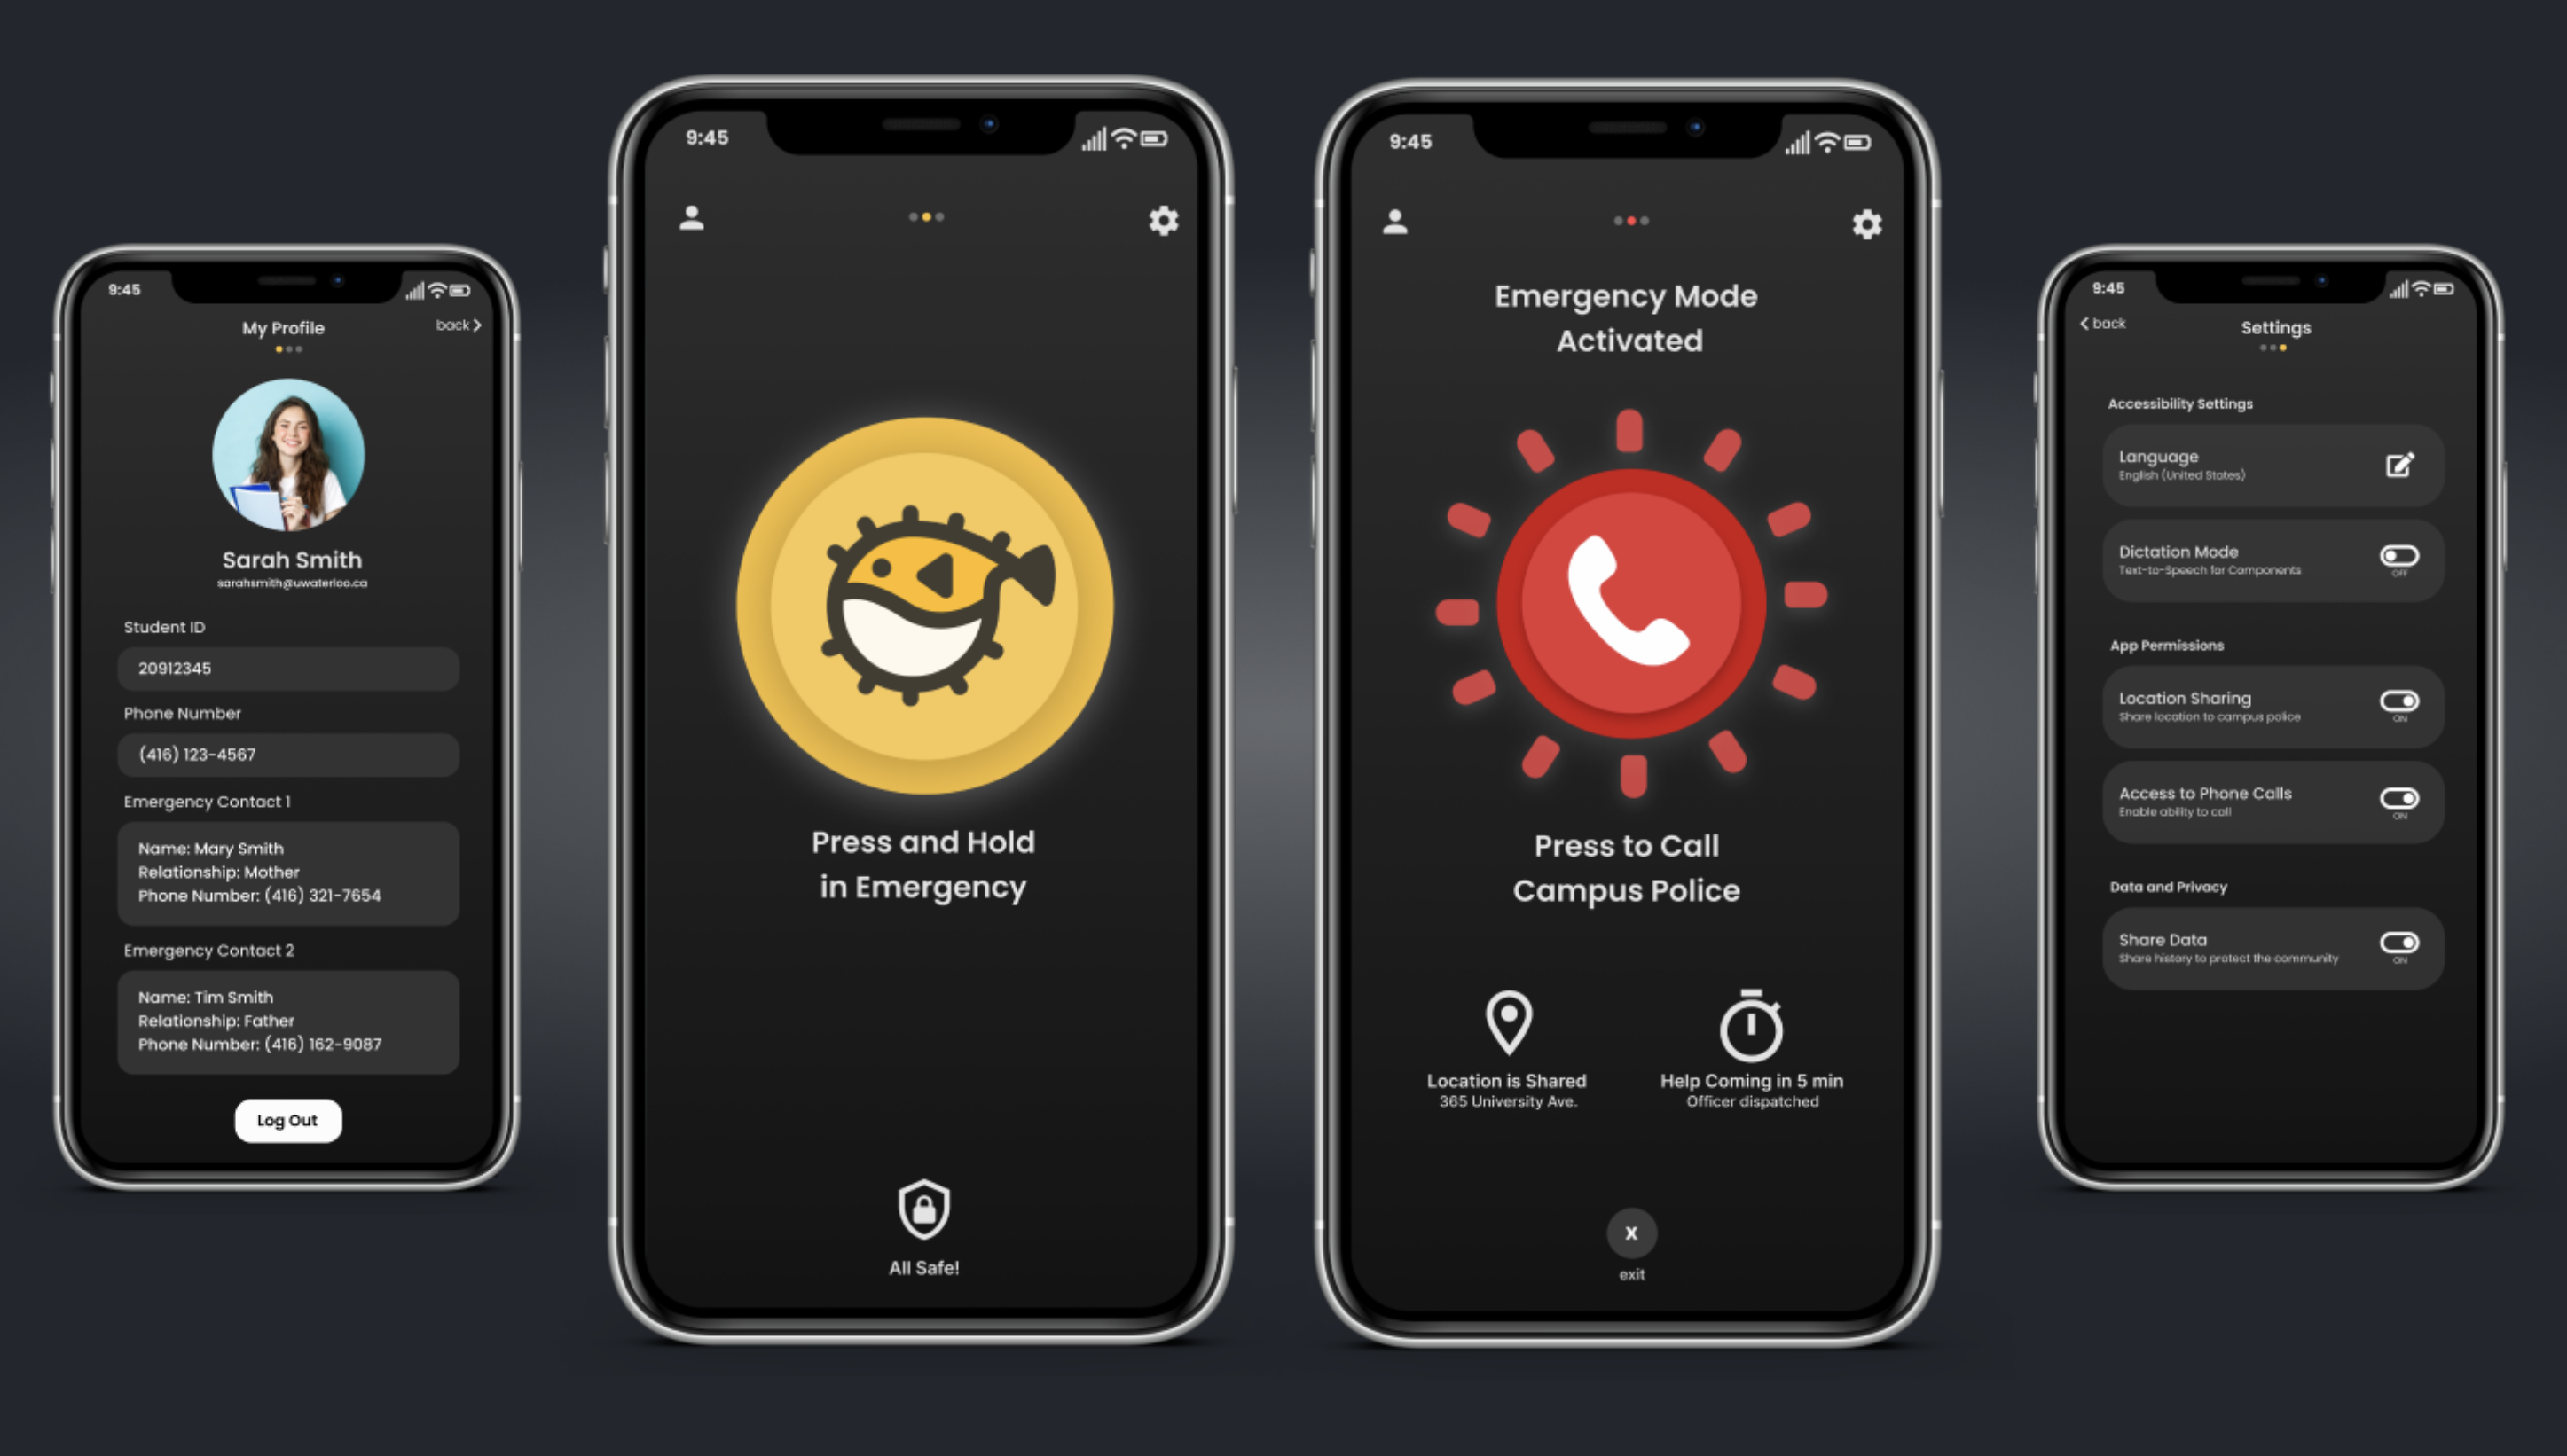 9:45
My Profile
back
Sarah Smith
sarahsmith@uwaterloo.ca
Student ID
20912345
Phone Number
(416) 123-4567
Emergency Contact 1
Name: Mary Smith
Relationship: Mother
Phone Number: (416) 321-7654
Emergency Contact 2
Name: Tim Smith
Relationship: Father
Phone Number: (416) 162-9087
Log Out
9:45
Press and Hold
in Emergency
All Safe!
9:45
Emergency Mode
Activated
Press to Call
Campus Police
Location is Shared
365 University Ave.
Help Coming in 5 min
Officer dispatched
x
exit
9:45
back
Settings
Accessibility Settings
Language
English (United States)
Dictation Mode
Text-to-Speech for Components
OFF
App Permissions
Location Sharing
Share location to campus police
ON
Access to Phone Calls
Enable ability to call
ON
Data and Privacy
Share Data
Share history to protect the community
ON